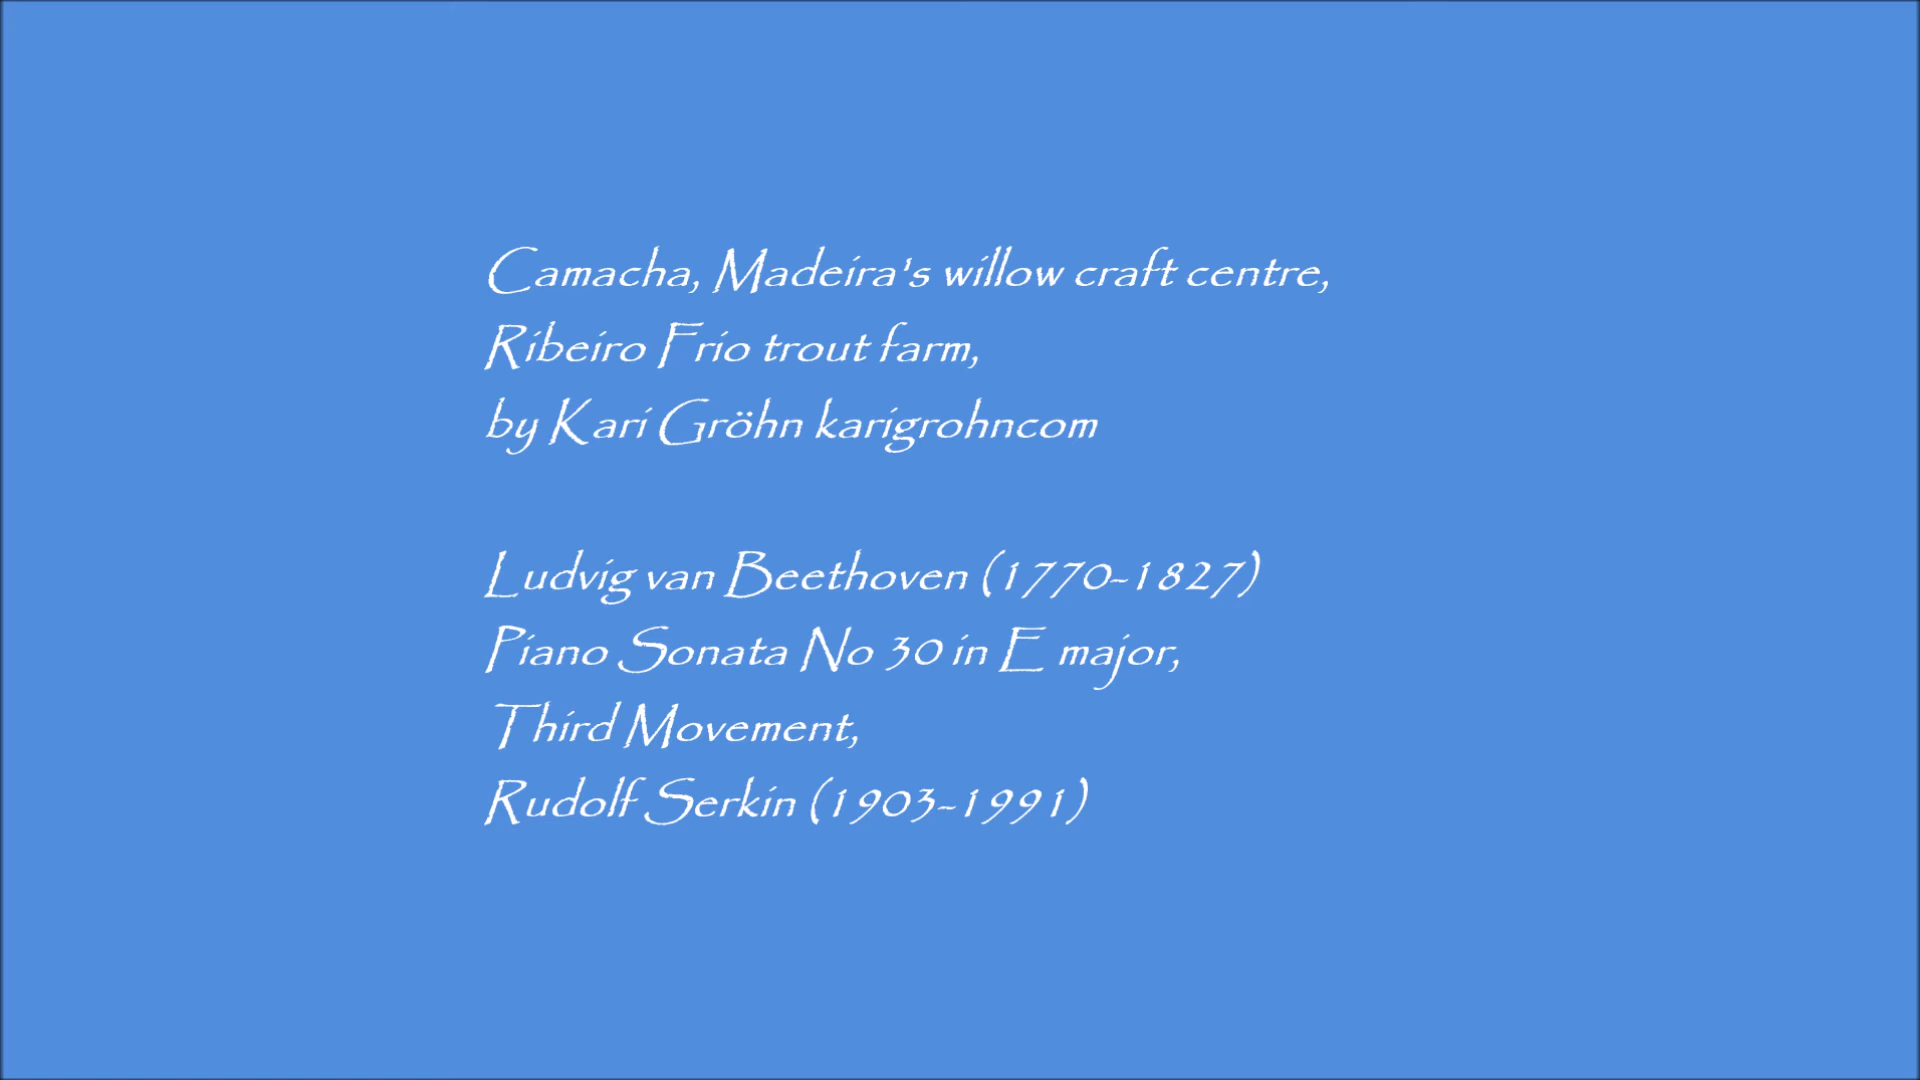 Camacha, Madeira's willow craft centre,
Ribeiro Frio trout farm,
by Kari Gröhn karigrohncom
Ludvig van Beethoven (1770-1827)
Piano Sonata No 30 in E major,
Third Movement,
Rudolf Serkin (1903-1991)